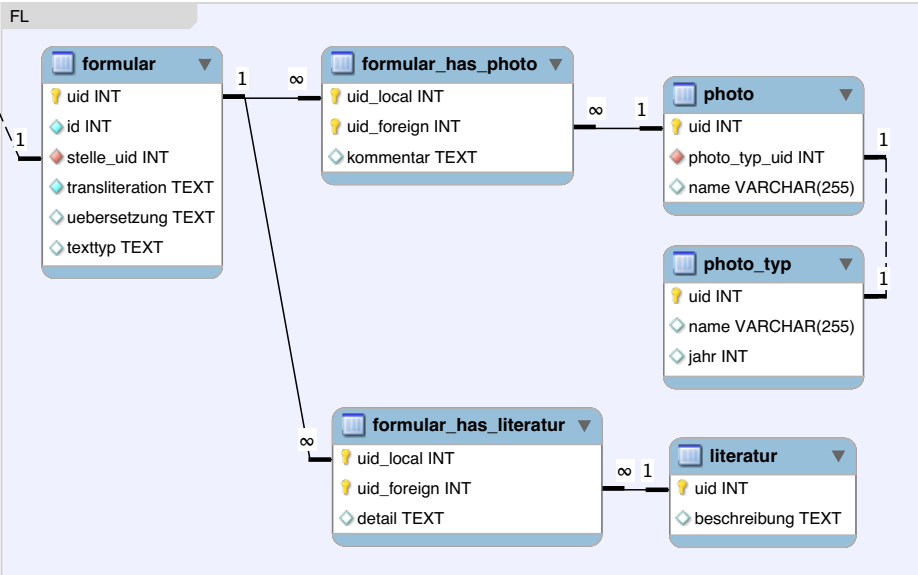 FL
formular
uid INT
id INT
stelle_uid INT
transliteration TEXT
uebersetzung TEXT
texttyp TEXT
1
1
∞
formular_has_photo
uid_local INT
uid_foreign INT
kommentar TEXT
∞
1
photo
uid INT
photo_typ_uid INT
name VARCHAR(255)
1
1
photo_typ
uid INT
name VARCHAR(255)
jahr INT
∞
formular_has_literatur
uid_local INT
uid_foreign INT
detail TEXT
∞ 1
literatur
uid INT
beschreibung TEXT